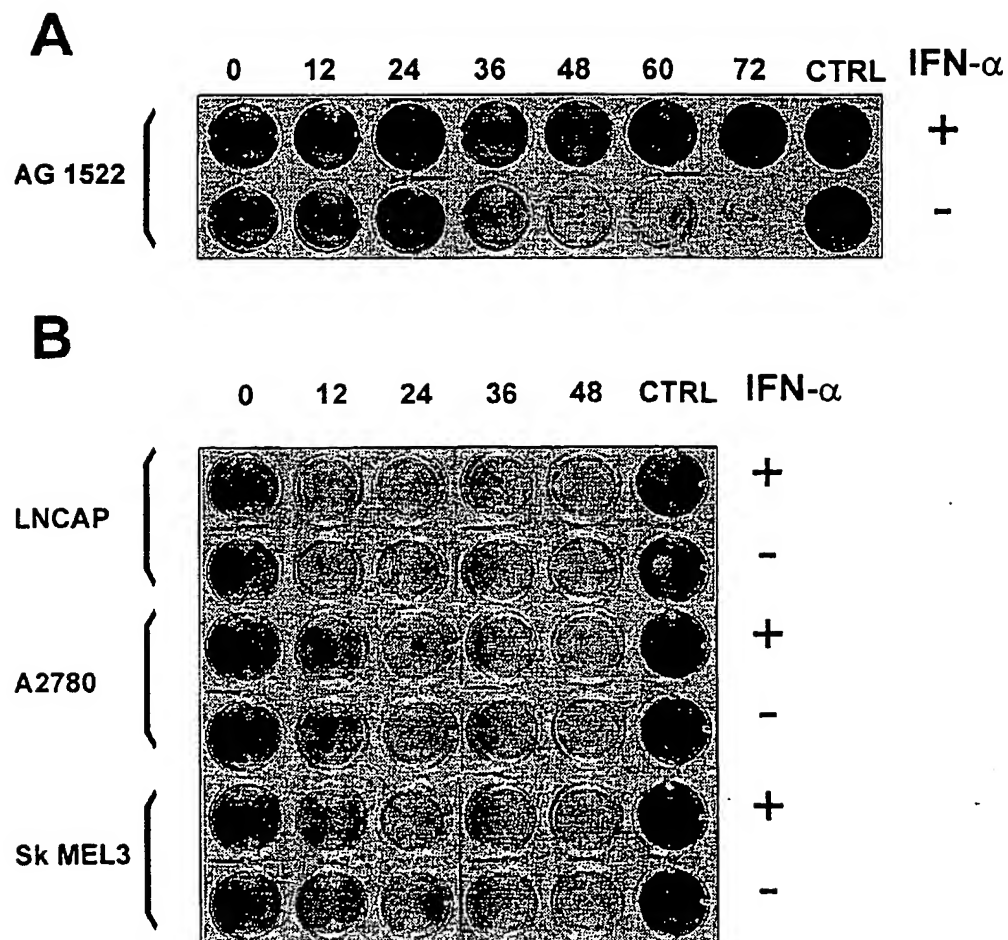 A
0 12 24 36 48 60 72 CTRL IFN-α
AG 1522
+
-
B
0 12 24 36 48 CTRL IFN-α
LNCAP
+
-
A2780
+
-
Sk MEL3
+
-